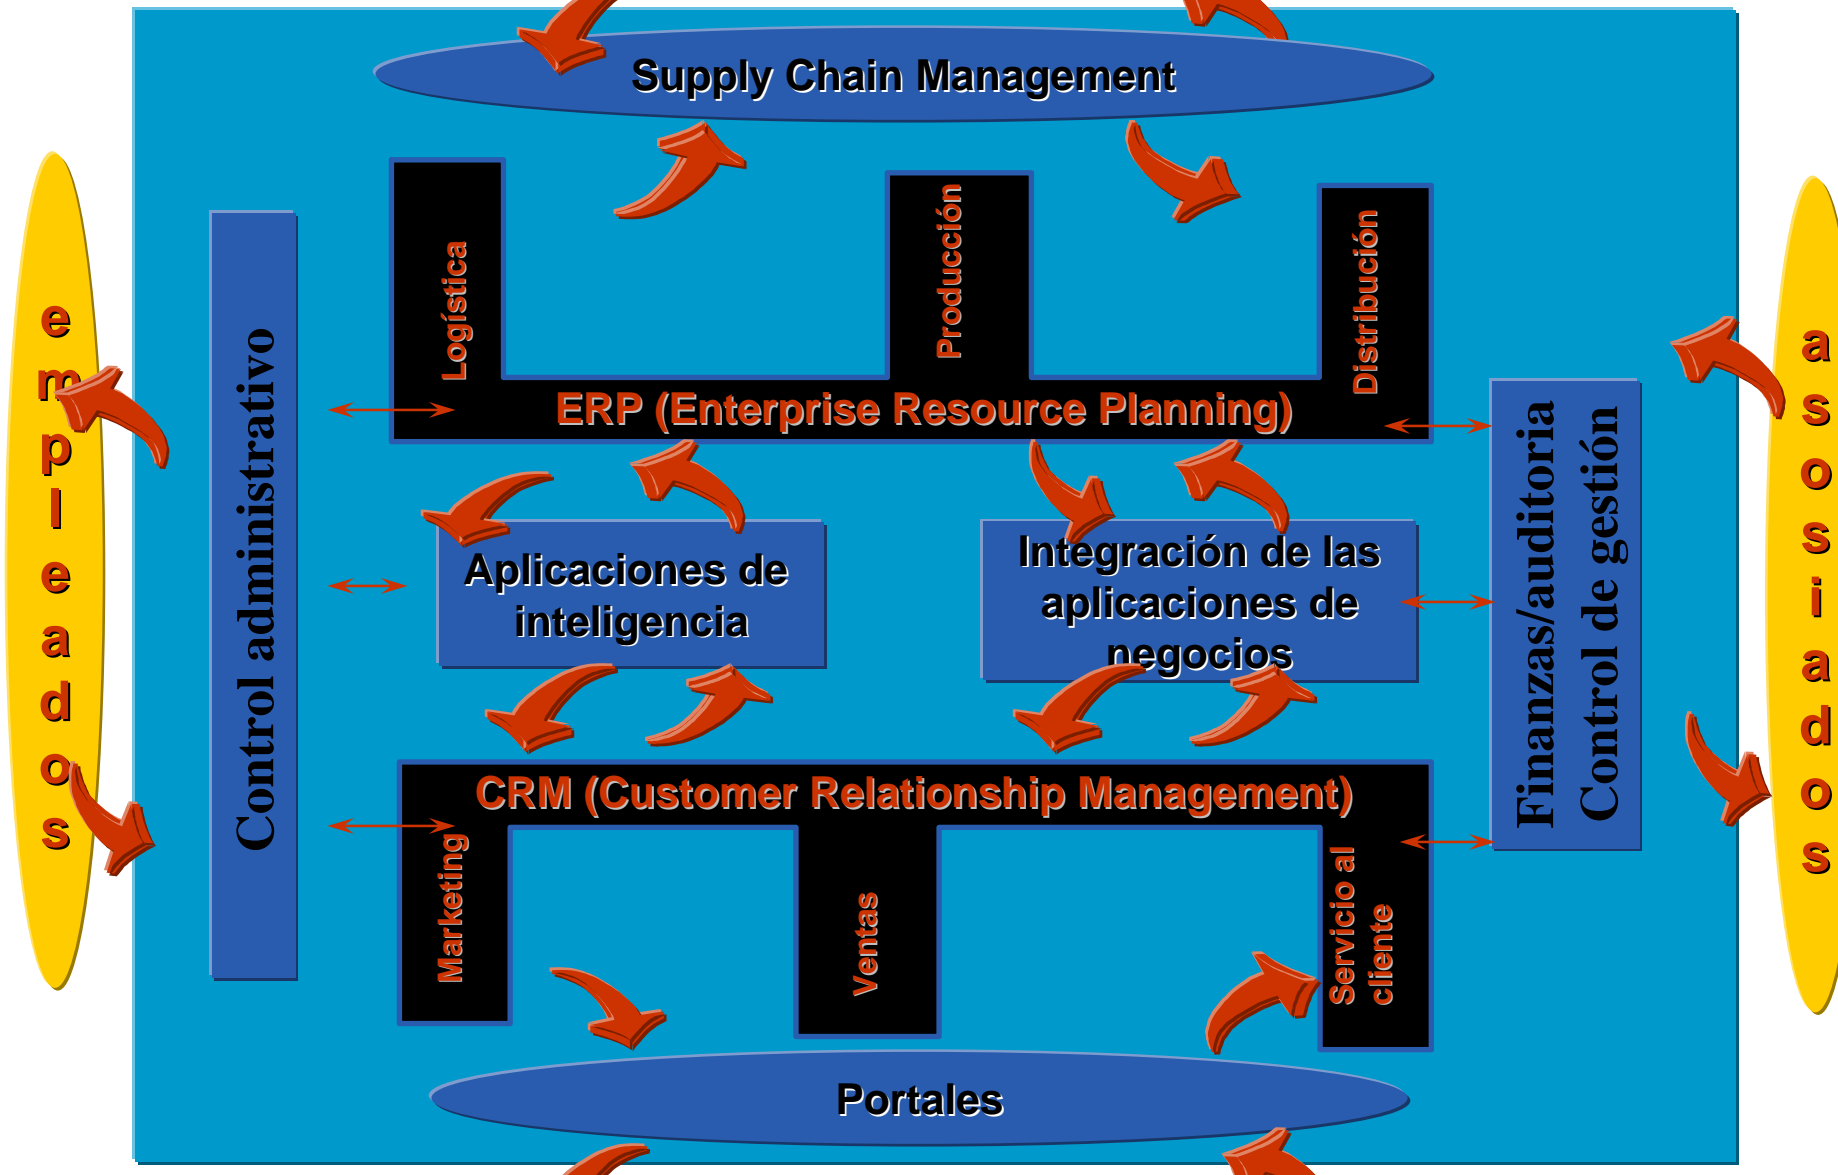 Supply Chain Management
Logística
Producción
Distribución
ERP (Enterprise Resource Planning)
empleados
Control administrativo
Aplicaciones de
inteligencia
Integración de las
aplicaciones de
negocios
Finanzas/auditoria
Control de gestión
asosiados
CRM (Customer Relationship Management)
Marketing
Ventas
Servicio al
cliente
Portales